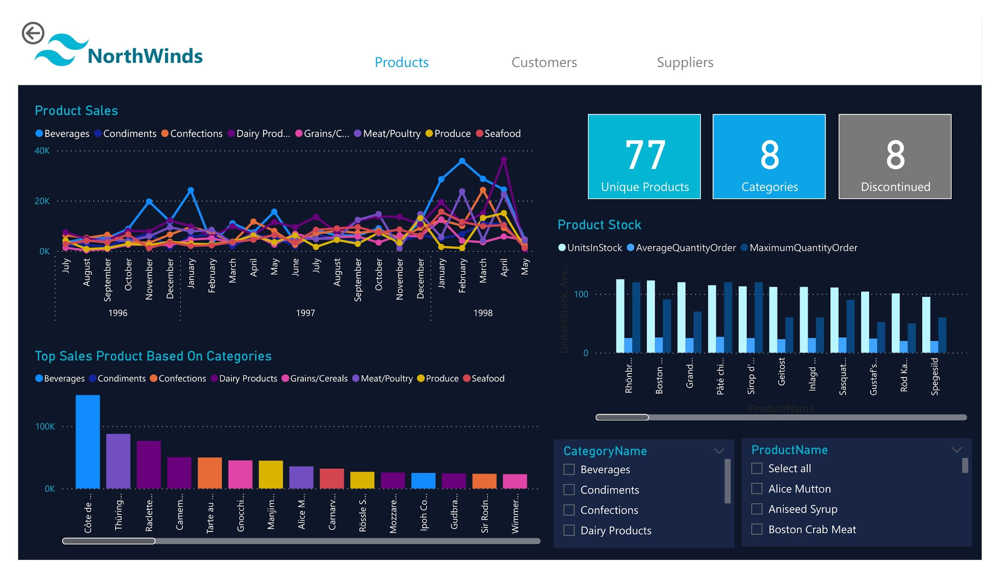 NorthWinds
Products Customers Suppliers
Product Sales
Beverages Condiments Confections Dairy Prod... Grains/C... Meat/Poultry Produce Seafood
40K
20K
0K
July August September October November December January February March April May June July August September October November December January February March April May
1996 1997 1998
77
Unique Products
8
Categories
8
Discontinued
Product Stock
UnitsInStock AverageQuantityOrder MaximumQuantityOrder
UnitsInStock, Ave...
100
0
Rhönbr... Boston ... Grand... Pâté chi... Sirop d'... Geitost Inlagd ... Sasquat... Gustaf's... Röd Ka... Spegesild
ProductName
Top Sales Product Based On Categories
Beverages Condiments Confections Dairy Products Grains/Cereals Meat/Poultry Produce Seafood
100K
0K
Côte de ... Thüring... Raclette... Camem... Tarte au ... Gnocchi... Manjim... Alice M... Carnarv... Rössle S... Mozzare... Ipoh Co... Gudbra... Sir Rodn... Wimmer...
CategoryName
Beverages
Condiments
Confections
Dairy Products
ProductName
Select all
Alice Mutton
Aniseed Syrup
Boston Crab Meat